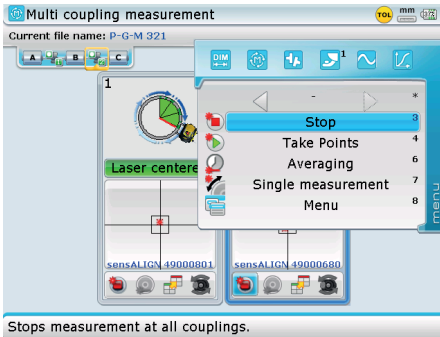 Multi coupling measurement
TOL mm
Current file name: P-G-M 321
A B C
DIM 1
1
- *
Stop 3
Take Points 4
Averaging 6
Single measurement 7
Menu 8
menu
Laser centere
sensALIGN 49000801
sensALIGN 49000680
Stops measurement at all couplings.